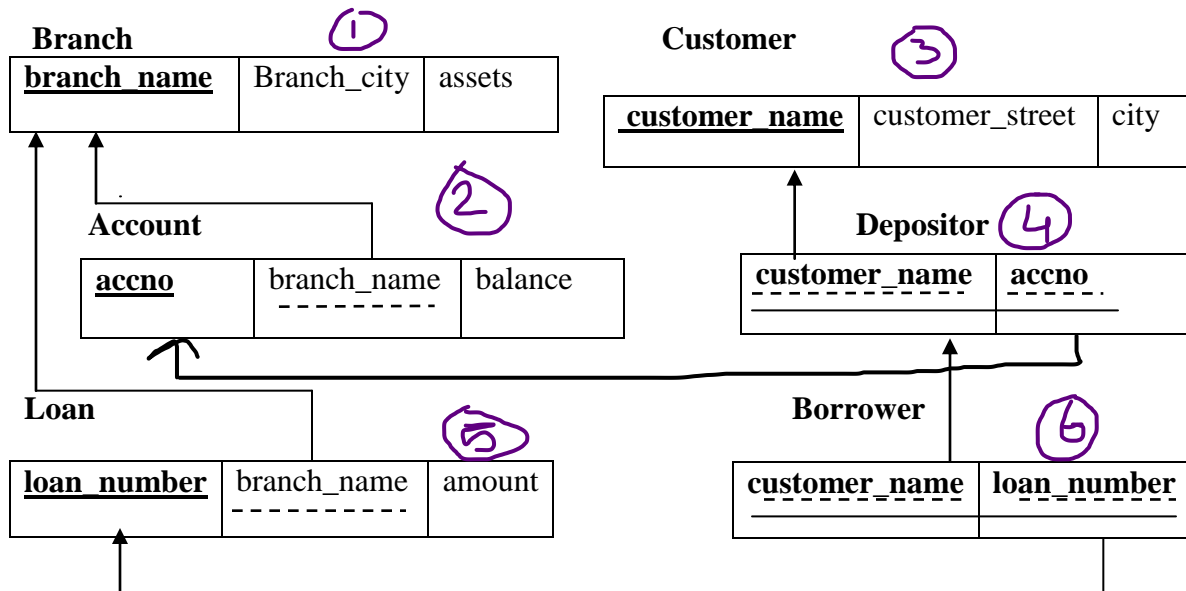 Branch
1
branch_name Branch_city assets
Customer
3
customer_name customer_street city
Account
2
accno branch_name balance
Depositor
4
customer_name accno
Loan
5
loan_number branch_name amount
Borrower
6
customer_name loan_number